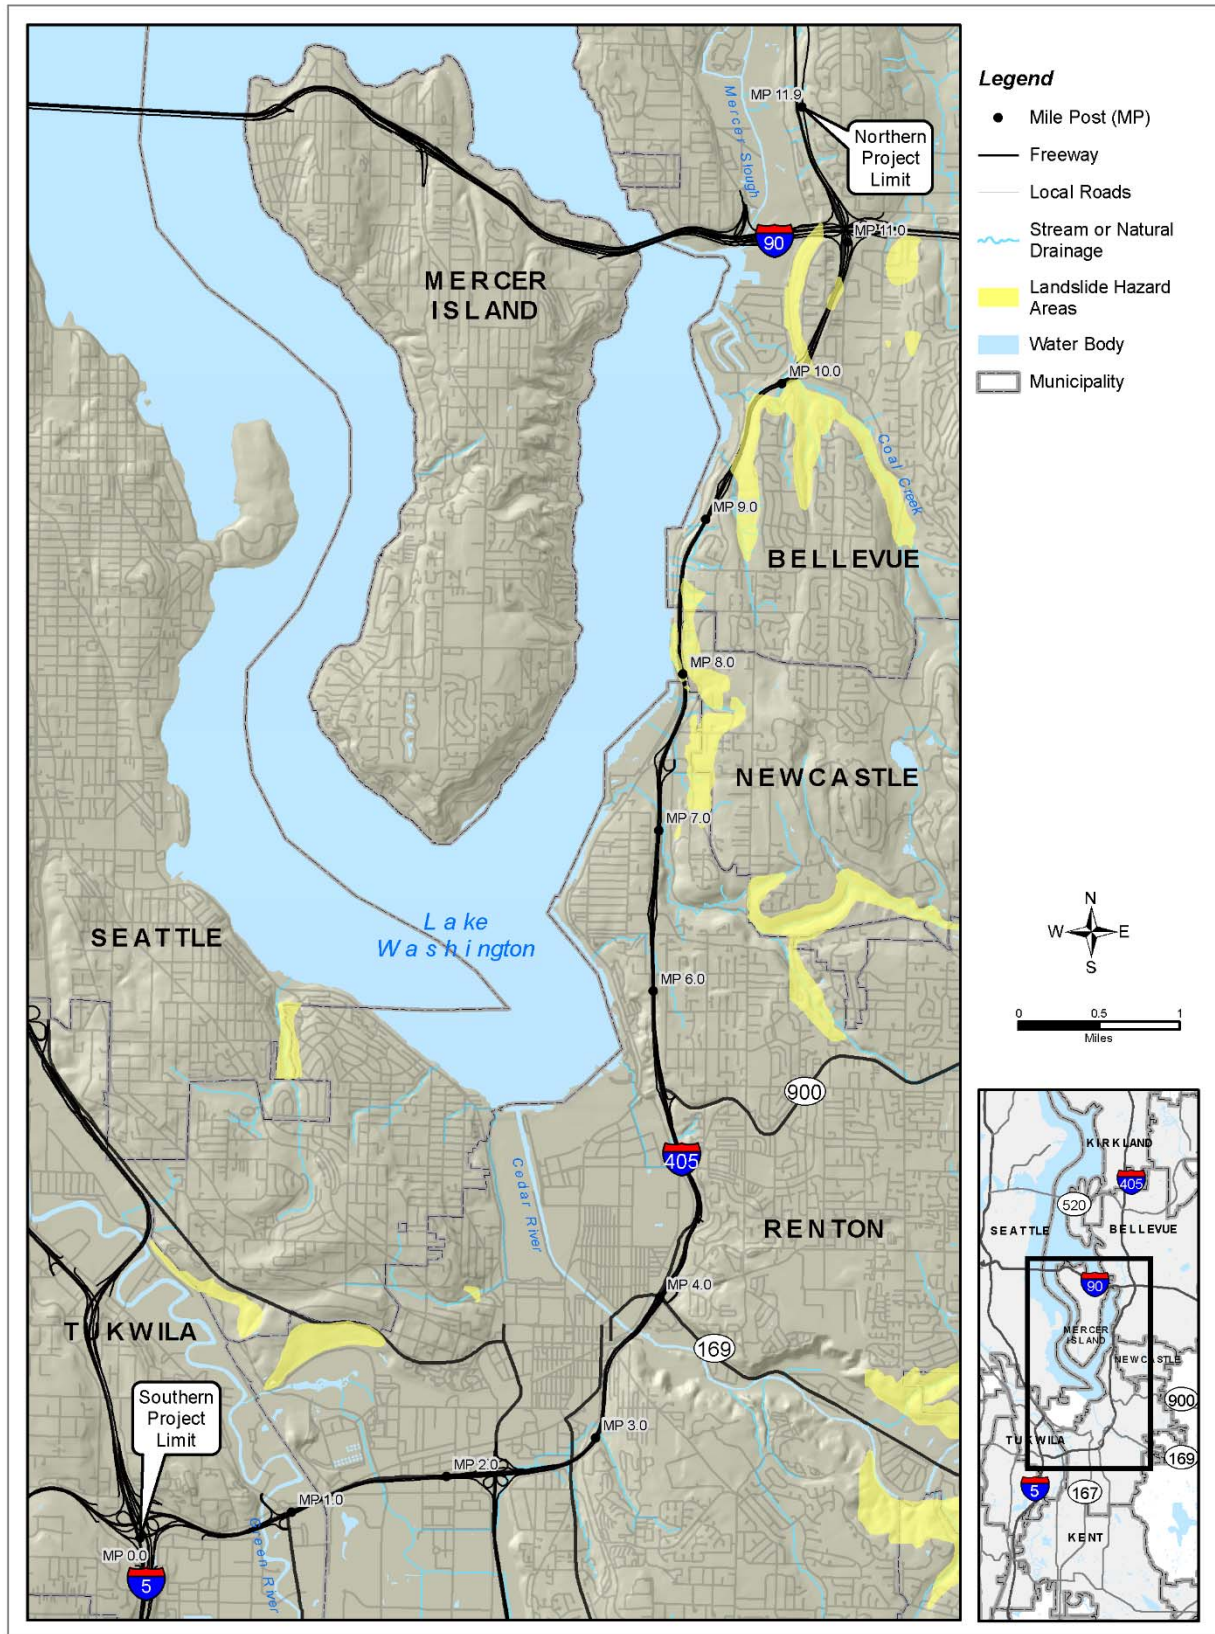 MP 11.9
Northern
Project
Limit
Mercer Slough
90
MP 11.0
MERCER
ISLAND
MP 10.0
Coal Creek
MP 9.0
BELLEVUE
MP 8.0
NEWCASTLE
MP 7.0
Lake
Washington
SEATTLE
MP 6.0
900
405
Cedar River
RENTON
MP 4.0
TUKWILA
169
Southern
Project
Limit
MP 3.0
MP 2.0
MP 1.0
MP 0.0
Green River
5
Legend
Mile Post (MP)
Freeway
Local Roads
Stream or Natural
Drainage
Landslide Hazard
Areas
Water Body
Municipality
N
W E
S
0 0.5 1
Miles
KIRKLAND
405
520
SEATTLE
BELLEVUE
90
MERCER
ISLAND
NEWCASTLE
900
TUKWILA
169
5
167
KENT